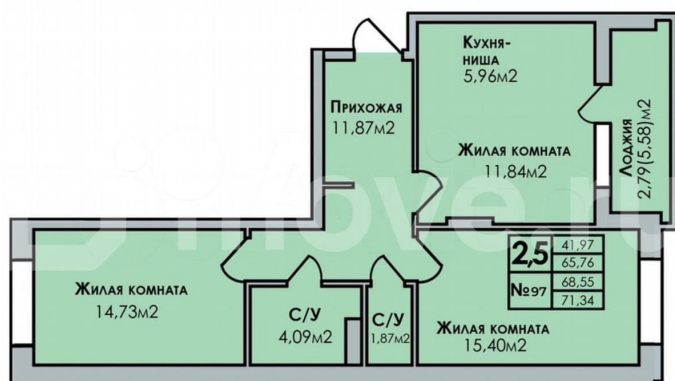 Кухня-
ниша
5,96м2
Прихожая
11,87м2
Жилая комната
11,84м2
Лоджия
2,79(5,58)м2
Жилая комната
14,73м2
С/У
4,09м2
С/У
1,87м2
2,5
41,97
65,76
№97
68,55
71,34
Жилая комната
15,40м2
move.ru